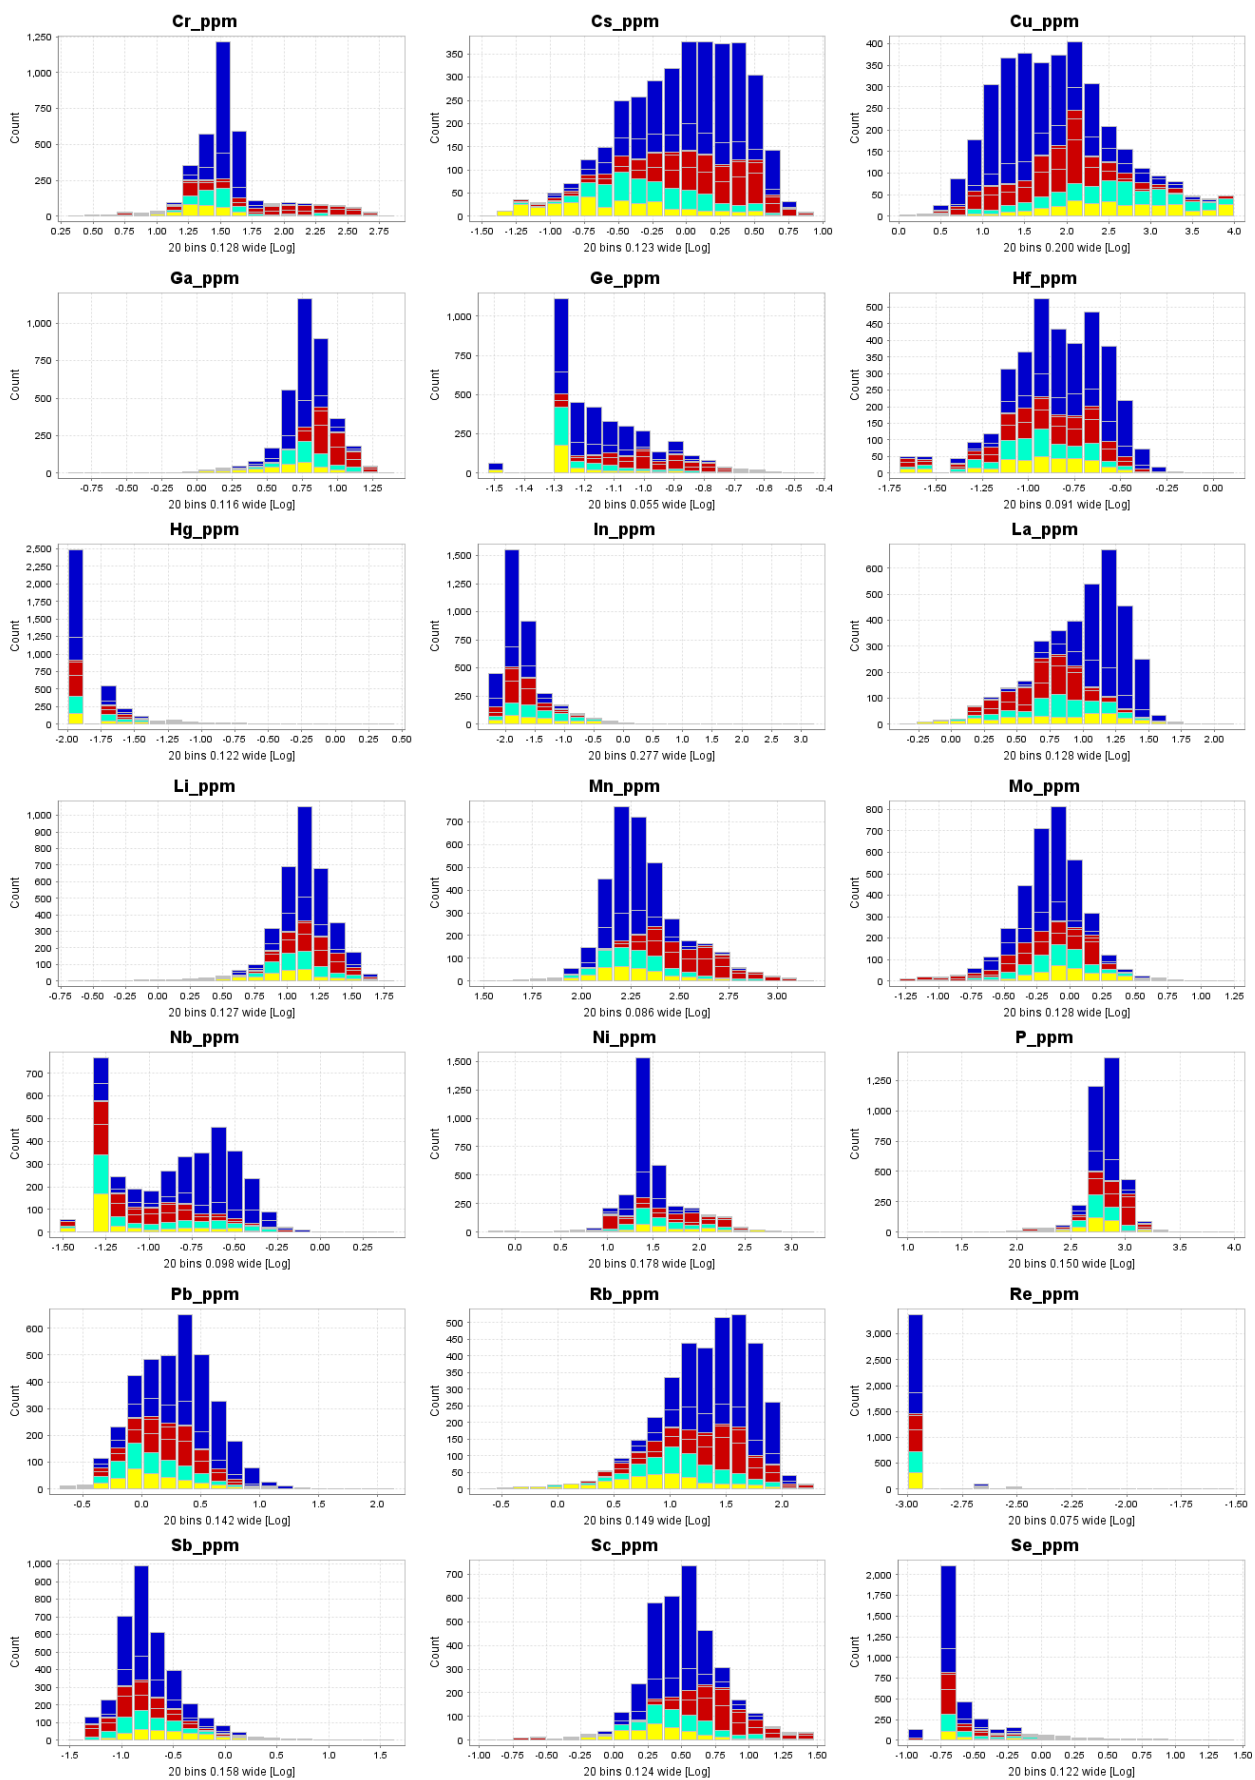 Cr_ppm
1,250
1,000
750
500
250
0
Count
0.25 0.50 0.75 1.00 1.25 1.50 1.75 2.00 2.25 2.50 2.75
20 bins 0.128 wide [Log]
Cs_ppm
350
300
250
200
150
100
50
0
Count
-1.50 -1.25 -1.00 -0.75 -0.50 -0.25 0.00 0.25 0.50 0.75 1.00
20 bins 0.123 wide [Log]
Cu_ppm
400
350
300
250
200
150
100
50
0
Count
0.0 0.5 1.0 1.5 2.0 2.5 3.0 3.5 4.0
20 bins 0.200 wide [Log]
Ga_ppm
1,000
750
500
250
0
Count
-0.75 -0.50 -0.25 0.00 0.25 0.50 0.75 1.00 1.25
20 bins 0.116 wide [Log]
Ge_ppm
1,000
750
500
250
0
Count
-1.5 -1.4 -1.3 -1.2 -1.1 -1.0 -0.9 -0.8 -0.7 -0.6 -0.5 -0.4
20 bins 0.055 wide [Log]
Hf_ppm
500
450
400
350
300
250
200
150
100
50
0
Count
-1.75 -1.50 -1.25 -1.00 -0.75 -0.50 -0.25 0.00
20 bins 0.091 wide [Log]
Hg_ppm
2,500
2,250
2,000
1,750
1,500
1,250
1,000
750
500
250
0
Count
-2.00 -1.75 -1.50 -1.25 -1.00 -0.75 -0.50 -0.25 0.00 0.25 0.50
20 bins 0.122 wide [Log]
In_ppm
1,500
1,250
1,000
750
500
250
0
Count
-2.0 -1.5 -1.0 -0.5 0.0 0.5 1.0 1.5 2.0 2.5 3.0
20 bins 0.277 wide [Log]
La_ppm
600
500
400
300
200
100
0
Count
-0.25 0.00 0.25 0.50 0.75 1.00 1.25 1.50 1.75 2.00
20 bins 0.128 wide [Log]
Li_ppm
1,000
900
800
700
600
500
400
300
200
100
0
Count
-0.75 -0.50 -0.25 0.00 0.25 0.50 0.75 1.00 1.25 1.50 1.75
20 bins 0.127 wide [Log]
Mn_ppm
700
600
500
400
300
200
100
0
Count
1.50 1.75 2.00 2.25 2.50 2.75 3.00
20 bins 0.086 wide [Log]
Mo_ppm
800
700
600
500
400
300
200
100
0
Count
-1.25 -1.00 -0.75 -0.50 -0.25 0.00 0.25 0.50 0.75 1.00 1.25
20 bins 0.128 wide [Log]
Nb_ppm
700
600
500
400
300
200
100
0
Count
-1.50 -1.25 -1.00 -0.75 -0.50 -0.25 0.00 0.25
20 bins 0.098 wide [Log]
Ni_ppm
1,500
1,250
1,000
750
500
250
0
Count
0.0 0.5 1.0 1.5 2.0 2.5 3.0
20 bins 0.178 wide [Log]
P_ppm
1,250
1,000
750
500
250
0
Count
1.0 1.5 2.0 2.5 3.0 3.5 4.0
20 bins 0.150 wide [Log]
Pb_ppm
600
500
400
300
200
100
0
Count
-0.5 0.0 0.5 1.0 1.5 2.0
20 bins 0.142 wide [Log]
Rb_ppm
500
450
400
350
300
250
200
150
100
50
0
Count
-0.5 0.0 0.5 1.0 1.5 2.0
20 bins 0.149 wide [Log]
Re_ppm
3,000
2,500
2,000
1,500
1,000
500
0
Count
-3.00 -2.75 -2.50 -2.25 -2.00 -1.75 -1.50
20 bins 0.075 wide [Log]
Sb_ppm
1,000
900
800
700
600
500
400
300
200
100
0
Count
-1.5 -1.0 -0.5 0.0 0.5 1.0 1.5
20 bins 0.158 wide [Log]
Sc_ppm
700
600
500
400
300
200
100
0
Count
-1.00 -0.75 -0.50 -0.25 0.00 0.25 0.50 0.75 1.00 1.25 1.50
20 bins 0.124 wide [Log]
Se_ppm
2,000
1,750
1,500
1,250
1,000
750
500
250
0
Count
-1.00 -0.75 -0.50 -0.25 0.00 0.25 0.50 0.75 1.00 1.25 1.50
20 bins 0.122 wide [Log]